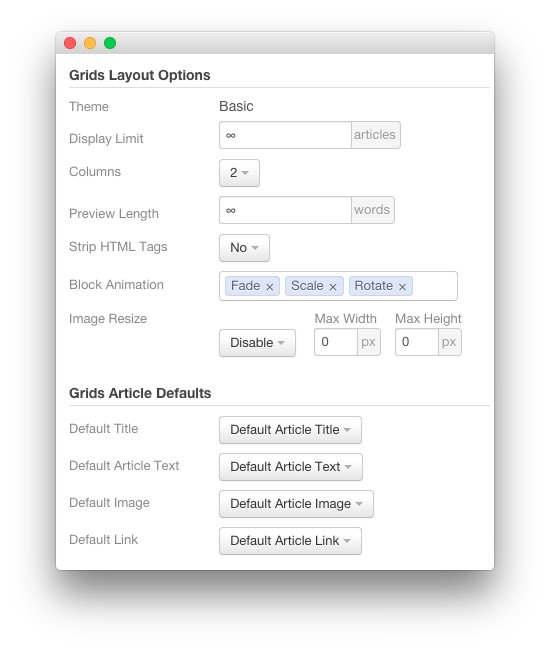 Grids Layout Options
Theme Basic
Display Limit ∞ articles
Columns 2
Preview Length ∞ words
Strip HTML Tags No
Block Animation Fade × Scale × Rotate ×
Image Resize Disable Max Width 0 px Max Height 0 px
Grids Article Defaults
Default Title Default Article Title
Default Article Text Default Article Text
Default Image Default Article Image
Default Link Default Article Link